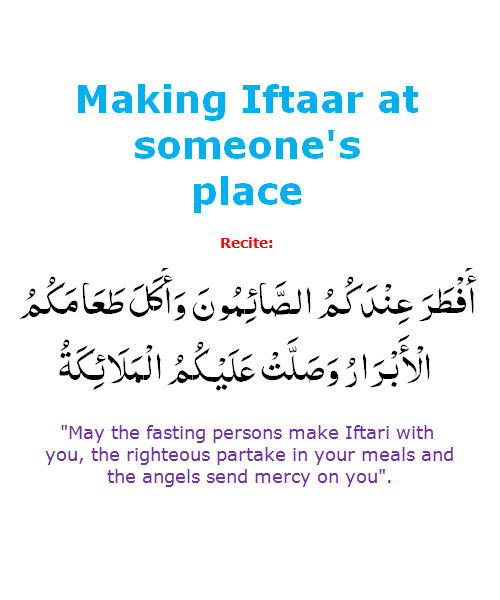 Making Iftaar at
someone's
place
Recite:
أَفْطَرَ عِنْدَكُمُ الصَّائِمُونَ وَأَكَلَ طَعَامَكُمُ
الْأَبْرَارُ وَصَلَّتْ عَلَيْكُمُ الْمَلَائِكَةُ
"May the fasting persons make Iftari with
you, the righteous partake in your meals and
the angels send mercy on you".